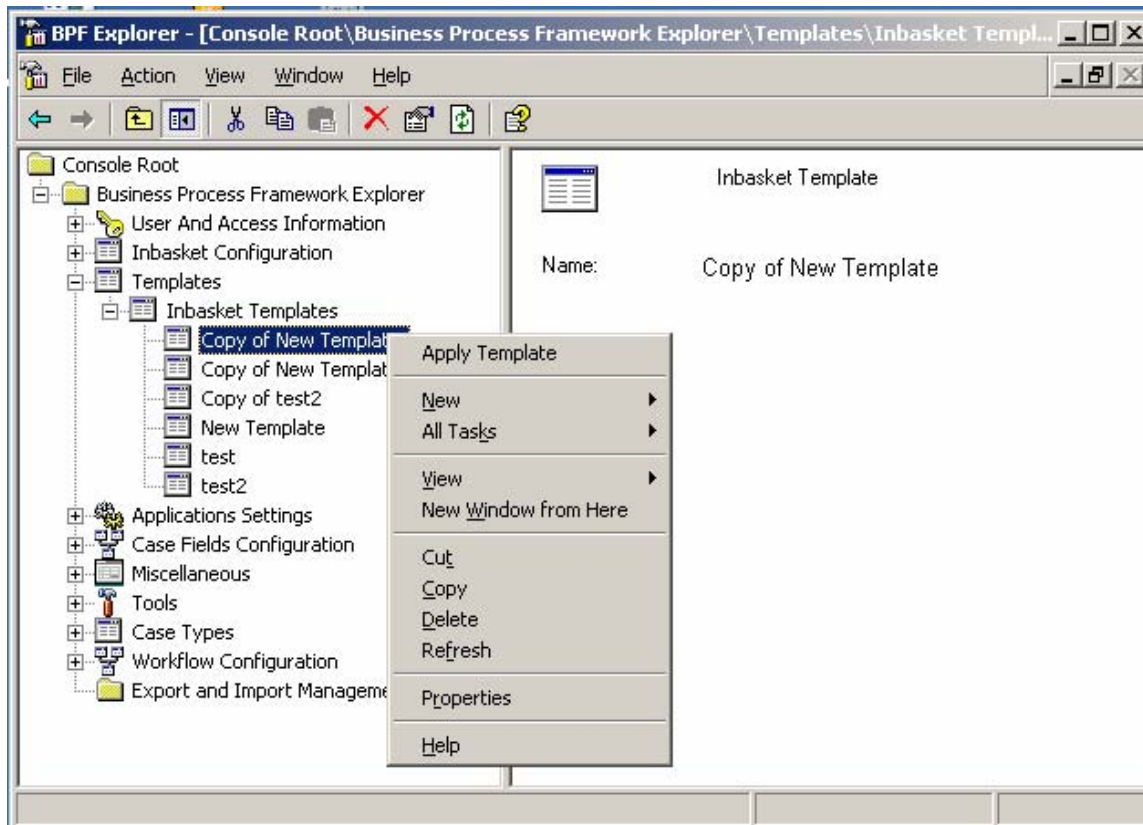 BPF Explorer - [Console Root\Business Process Framework Explorer\Templates\Inbasket Templ...
File Action View Window Help
Console Root
Business Process Framework Explorer
User And Access Information
Inbasket Configuration
Templates
Inbasket Templates
Copy of New Templat
Copy of New Templat
Copy of test2
New Template
test
test2
Applications Settings
Case Fields Configuration
Miscellaneous
Tools
Case Types
Workflow Configuration
Export and Import Manageme
Inbasket Template
Name: Copy of New Template
Apply Template
New
All Tasks
View
New Window from Here
Cut
Copy
Delete
Refresh
Properties
Help